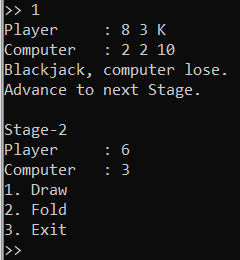 >> 1
Player     : 8 3 K
Computer   : 2 2 10
Blackjack, computer lose.
Advance to next Stage.

Stage-2
Player     : 6
Computer   : 3
1. Draw
2. Fold
3. Exit
>>